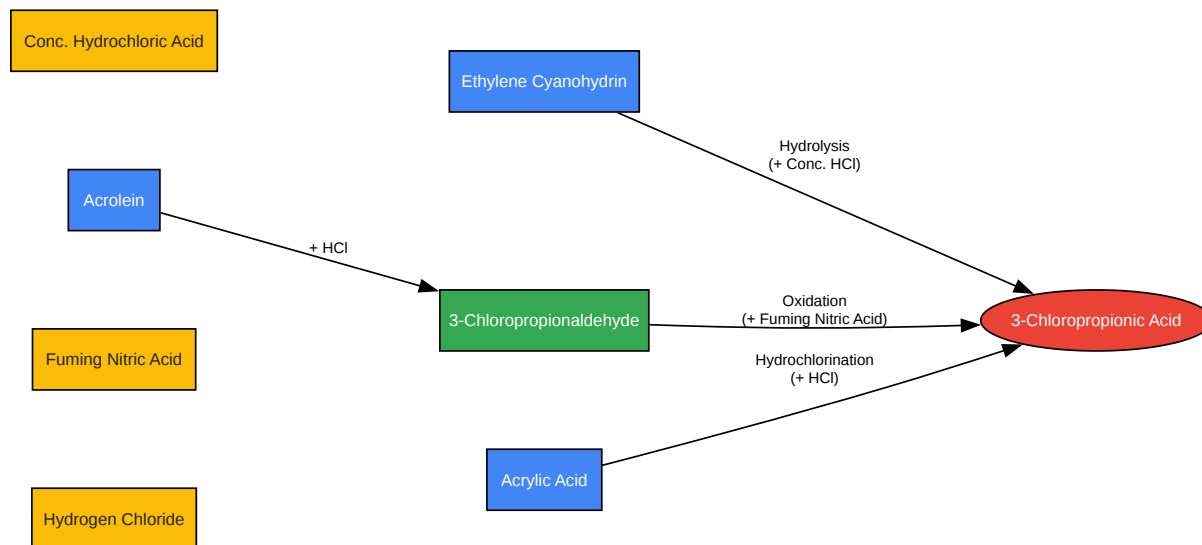 Conc. Hydrochloric Acid
Ethylene Cyanohydrin
Hydrolysis
(+ Conc. HCl)
Acrolein
+ HCl
3-Chloropropionaldehyde
Oxidation
(+ Fuming Nitric Acid)
3-Chloropropionic Acid
Fuming Nitric Acid
Hydrochlorination
(+ HCl)
Acrylic Acid
Hydrogen Chloride